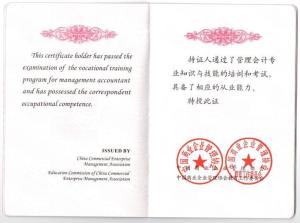 This certificate holder has passed the
examination of the vocational training
program for management accountant
and has possessed the correspondent
occupational competence.
ISSUED BY
China Commercial Enterprise
Management Association
Education Commission of China Commercial
Enterprise Management Association
持证人通过了管理会计专
业知识与技能的培训和考试,
具备了相应的从业能力。
特授此证